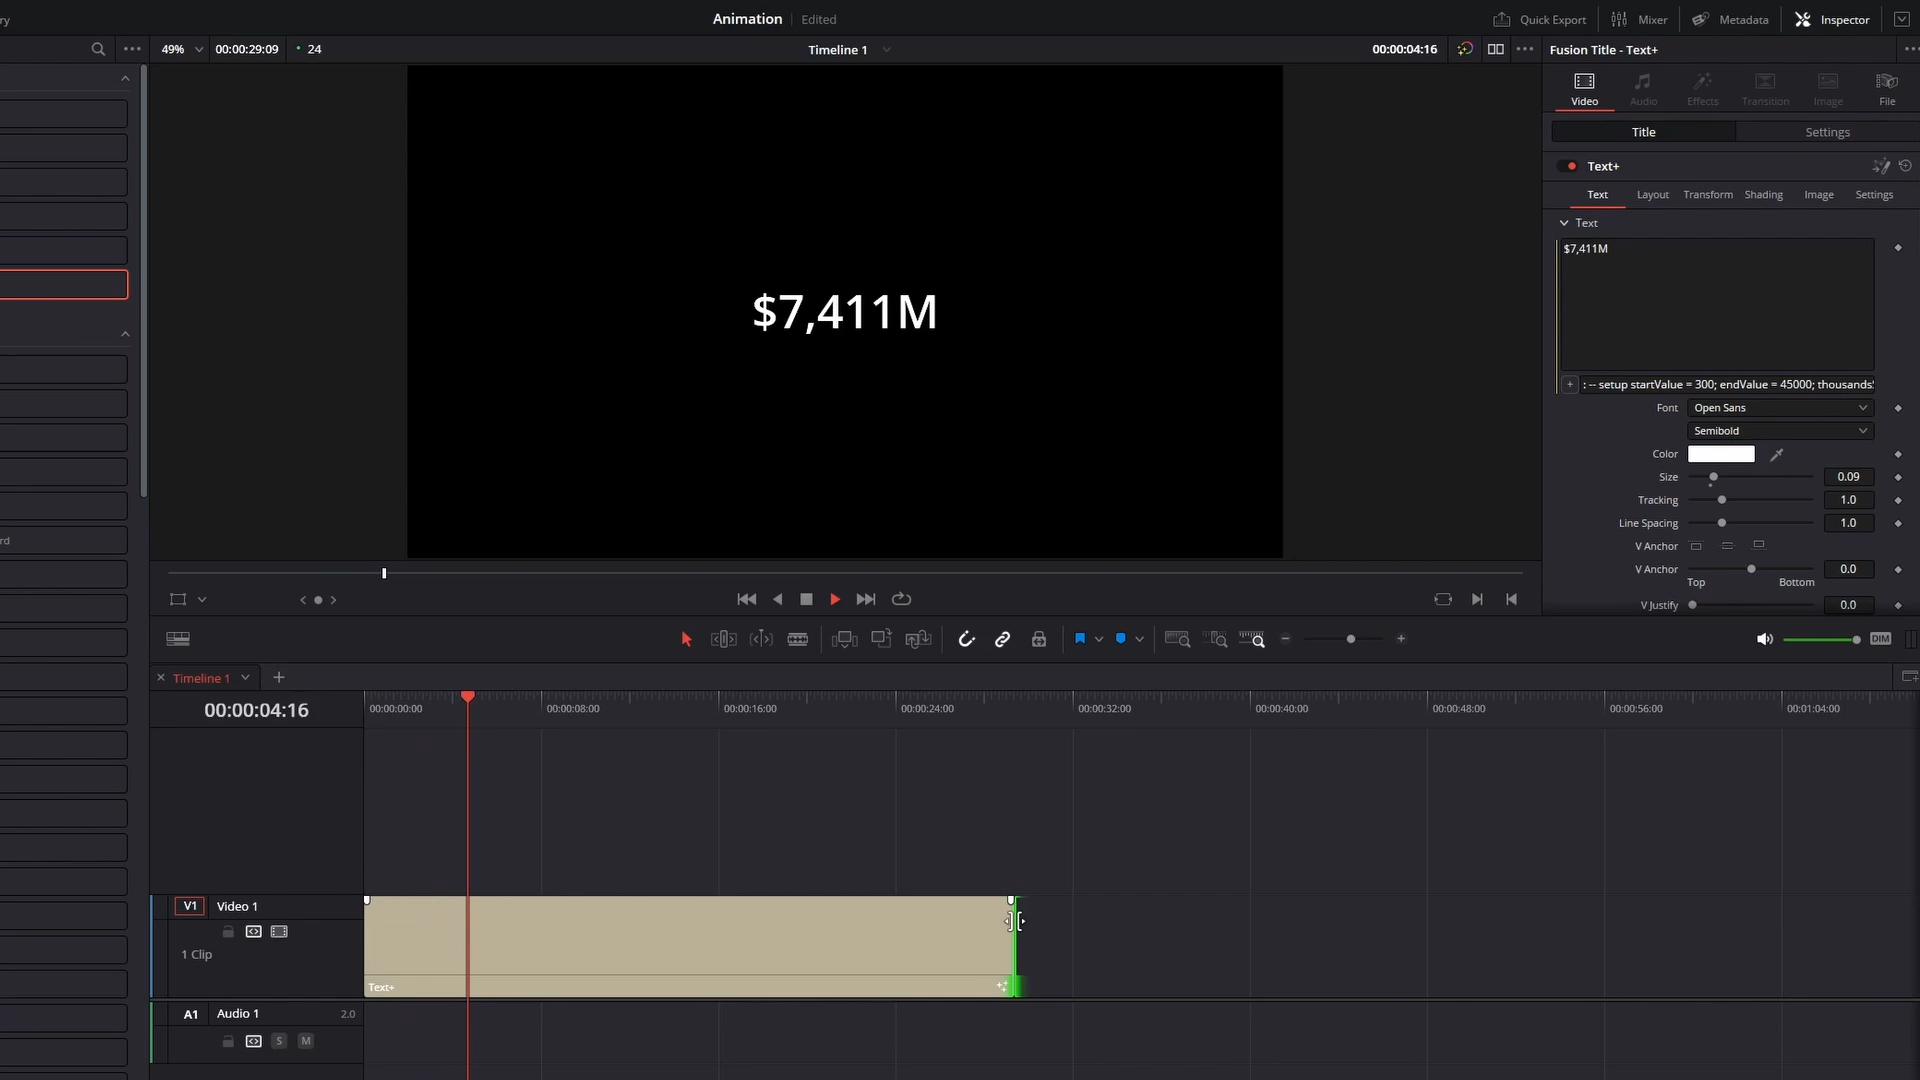 ry
Animation
Edited
Quick Export
Mixer
Metadata
Inspector
49%
00:00:29:09
24
Timeline 1
00:00:04:16
Fusion Title - Text+
Video
Audio
Effects
Transition
Image
File
Title
Settings
Text+
Text
Layout
Transform
Shading
Image
Settings
Text
$7,411M
$7,411M
: -- setup startValue = 300; endValue = 45000; thousandsS
Font
Open Sans
Semibold
Color
Size
0.09
Tracking
1.0
Line Spacing
1.0
V Anchor
V Anchor
0.0
Top
Bottom
V Justify
0.0
rd
DIM
Timeline 1
00:00:04:16
00:00:00:00
00:00:08:00
00:00:16:00
00:00:24:00
00:00:32:00
00:00:40:00
00:00:48:00
00:00:56:00
00:01:04:00
V1
Video 1
1 Clip
Text+
A1
Audio 1
2.0
S
M